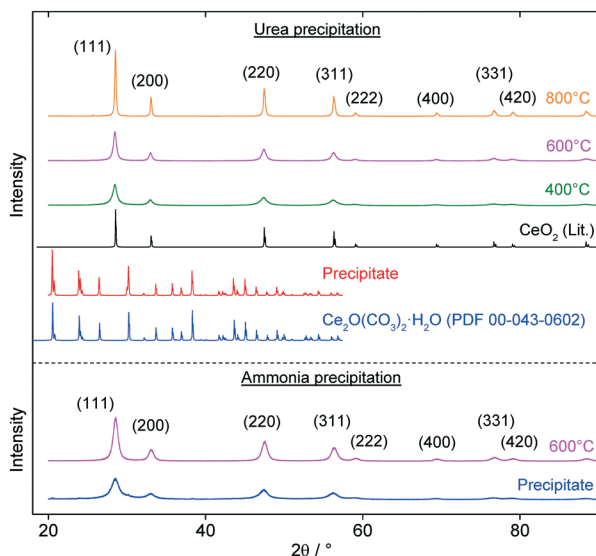 Urea precipitation
(111)
(200)
(220)
(311)
(222)
(400)
(331)
(420)
800°C
600°C
400°C
CeO₂ (Lit.)
Precipitate
Ce₂O(CO₃)₂·H₂O (PDF 00-043-0602)
Intensity
Ammonia precipitation
(111)
(200)
(220)
(311)
(222)
(400)
(331)
(420)
600°C
Precipitate
Intensity
20
40
60
80
2θ / °